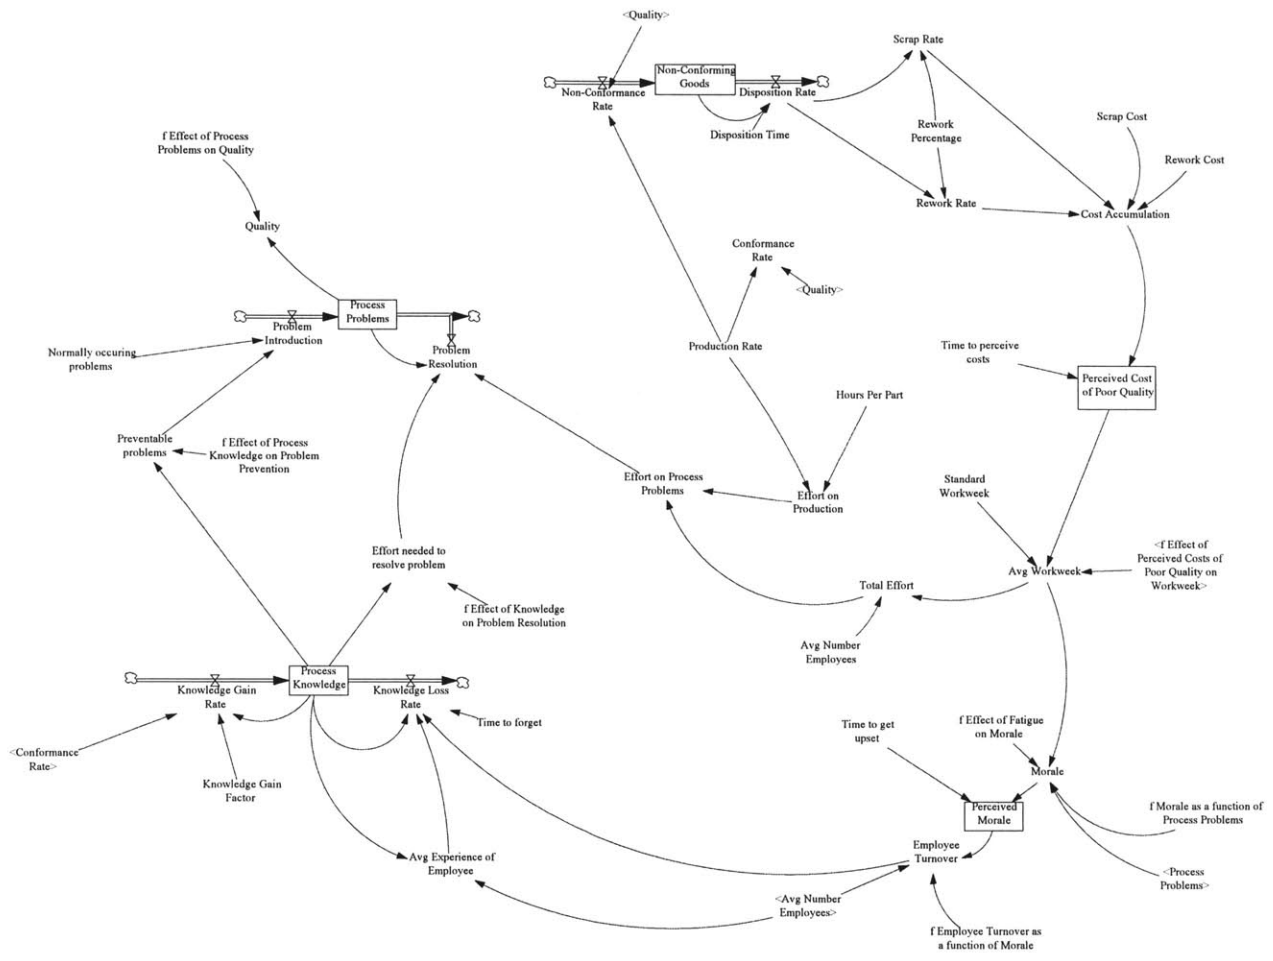 <Quality>
Scrap Rate
Non-Conforming
Goods
Non-Conformance
Rate
Disposition Rate
Disposition Time
Rework
Percentage
Scrap Cost
Rework Cost
f Effect of Process
Problems on Quality
Rework Rate
Cost Accumulation
Quality
Conformance
Rate
<Quality>
Process
Problems
Problem
Introduction
Normally occuring
problems
Problem
Resolution
Production Rate
Time to perceive
costs
Perceived Cost
of Poor Quality
Hours Per Part
Preventable
problems
f Effect of Process
Knowledge on Problem
Prevention
Effort on Process
Problems
Effort on
Production
Standard
Workweek
Effort needed to
resolve problem
Avg Workweek
<f Effect of
Perceived Costs of
Poor Quality on
Workweek>
Total Effort
f Effect of Knowledge
on Problem Resolution
Avg Number
Employees
Process
Knowledge
Knowledge Gain
Rate
Knowledge Loss
Rate
Time to forget
<Conformance
Rate>
Knowledge Gain
Factor
Time to get
upset
f Effect of Fatigue
on Morale
Morale
Perceived
Morale
f Morale as a function of
Process Problems
Avg Experience of
Employee
Employee
Turnover
<Process
Problems>
<Avg Number
Employees>
f Employee Turnover as
a function of Morale